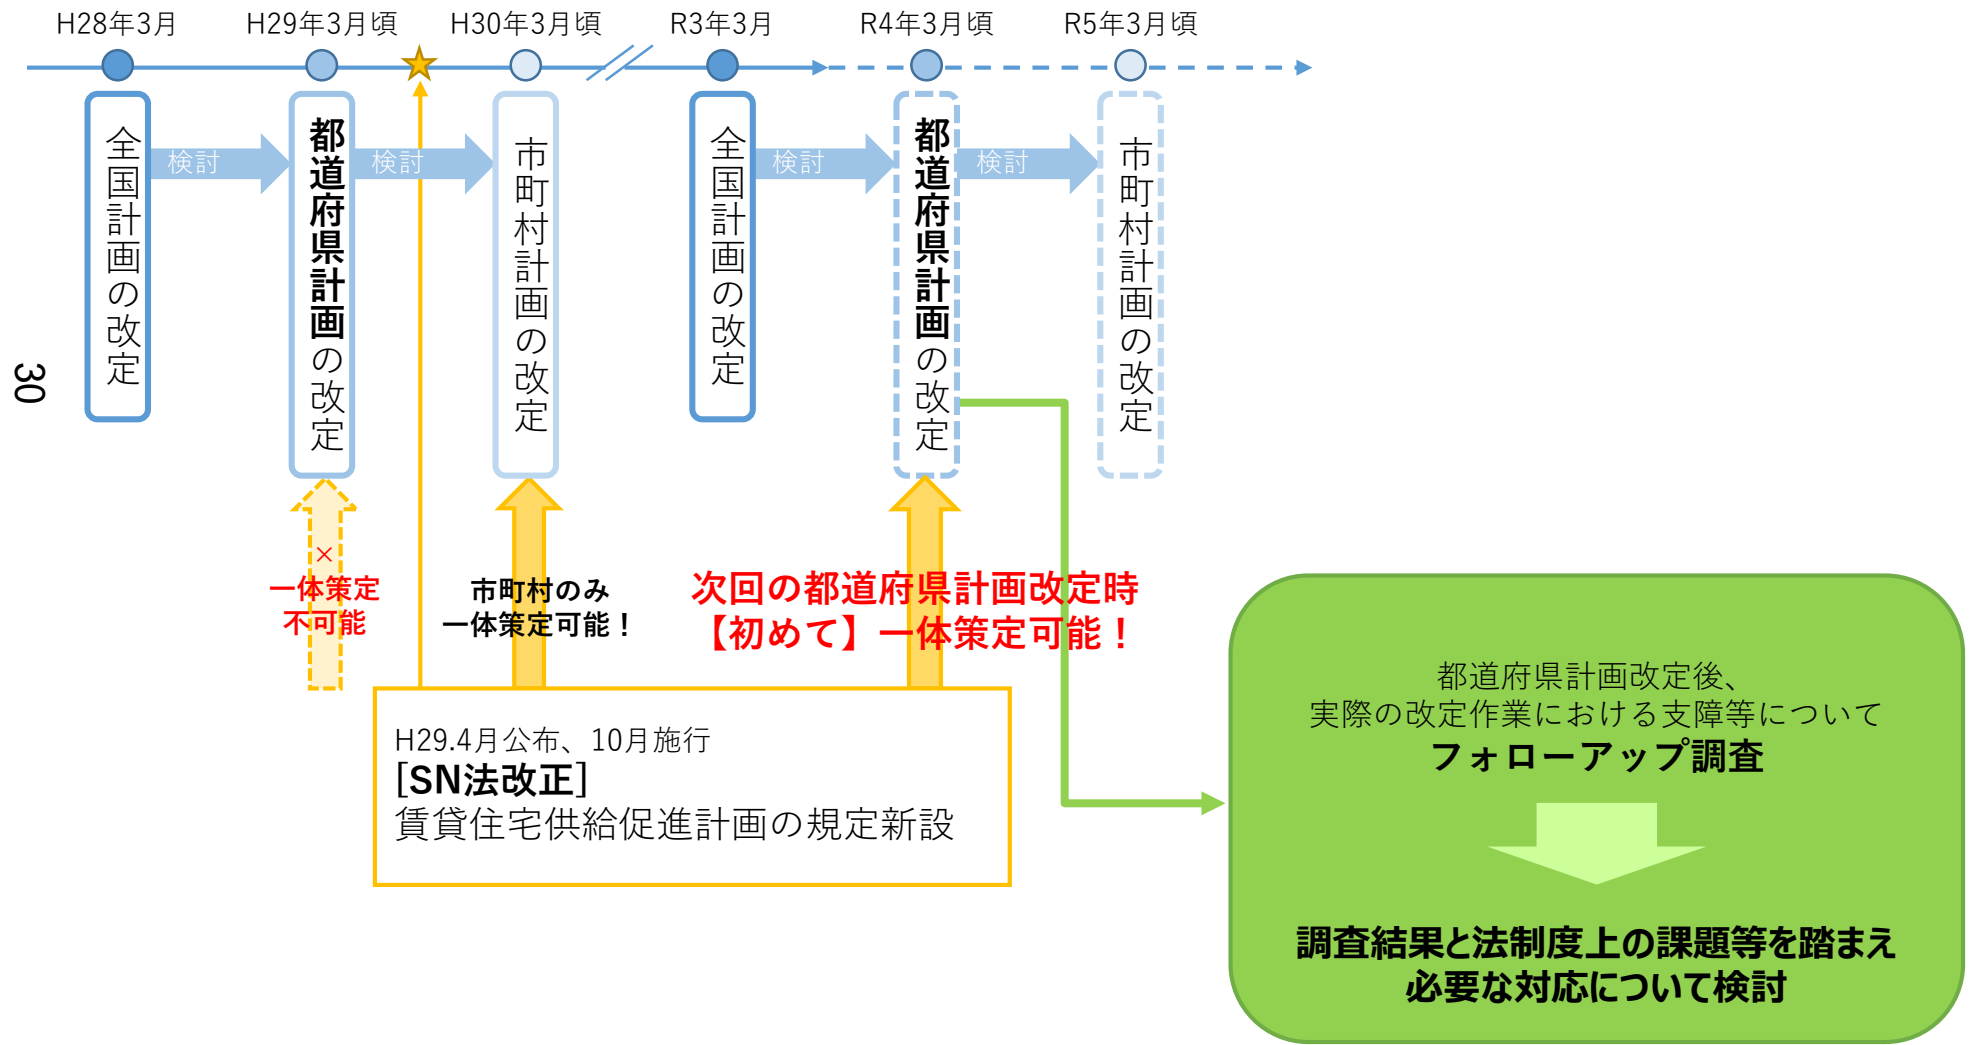 H28年3月
H29年3月頃
H30年3月頃
R3年3月
R4年3月頃
R5年3月頃
全国計画の改定
検討
都道府県計画の改定
検討
市町村計画の改定
全国計画の改定
検討
都道府県計画の改定
検討
市町村計画の改定
30
×
一体策定
不可能
市町村のみ
一体策定可能！
次回の都道府県計画改定時
【初めて】一体策定可能！
H29.4月公布、10月施行
[SN法改正]
賃貸住宅供給促進計画の規定新設
都道府県計画改定後、
実際の改定作業における支障等について
フォローアップ調査
調査結果と法制度上の課題等を踏まえ
必要な対応について検討